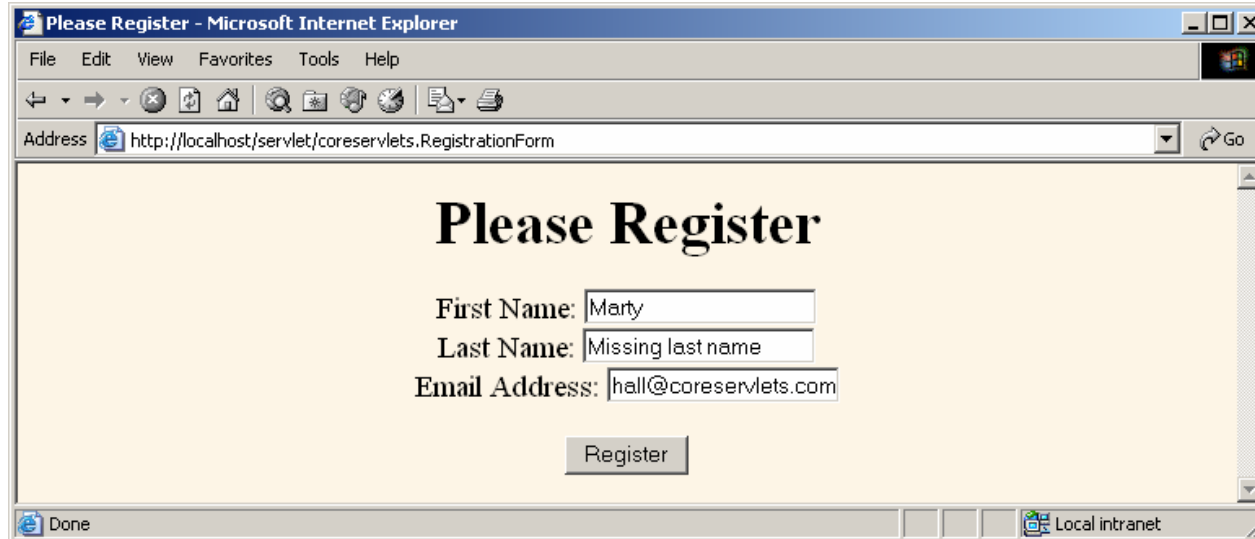 Please Register - Microsoft Internet Explorer
File Edit View Favorites Tools Help
Address http://localhost/servlet/coreservlets.RegistrationForm Go
Please Register
First Name: Marty
Last Name: Missing last name
Email Address: hall@coreservlets.com
Register
Done Local intranet